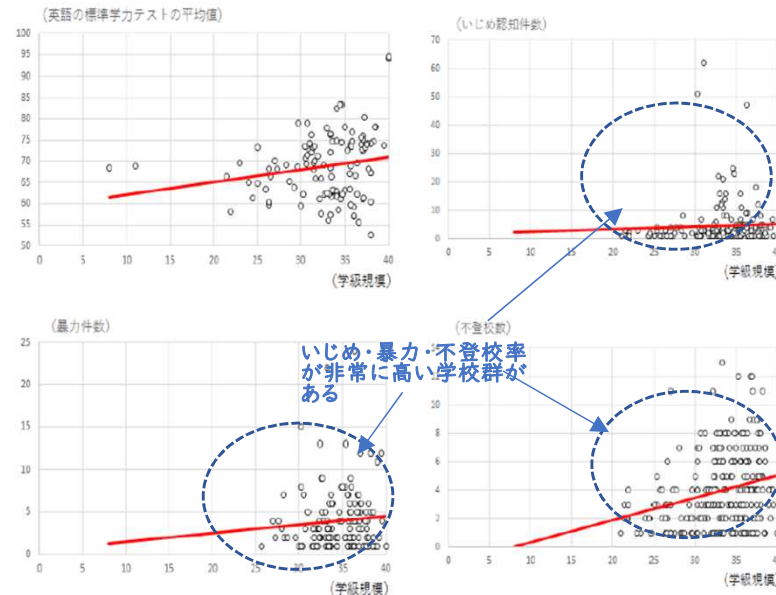 (英語の標準学力テストの平均値)
100
95
90
85
80
75
70
65
60
55
50
0 5 10 15 20 25 30 35 40
(学級規模)
(いじめ認知件数)
70
60
50
40
30
20
10
0
0 5 10 15 20 25 30 35 40
(学級規模)
(暴力件数)
25
20
15
10
5
0
0 5 10 15 20 25 30 35 40
(学級規模)
いじめ・暴力・不登校率
が非常に高い学校群が
ある
(不登校数)
10
8
6
4
2
0
0 5 10 15 20 25 30 35 40
(学級規模)